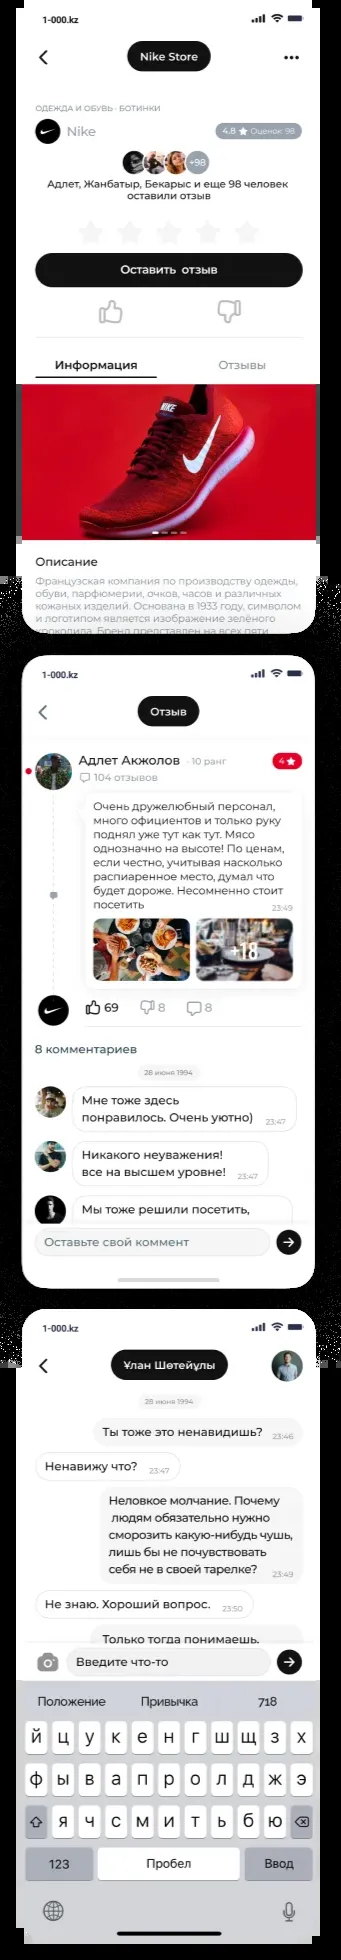 1-000.kz
Nike Store
ОДЕЖДА И ОБУВЬ · БОТИНКИ
Nike
4,8 Оценок 98
+98
Адлет, Жанбатыр, Бекарыс и еще 98 человек
оставили отзыв
Оставить отзыв
Информация
Отзывы
NIKE
Описание
Французская компания по производству одежды,
обуви, парфюмерии, очков, часов и различных
кожаных изделий. Основана в 1933 году, символом
и логотипом является изображение зелёного
крокодила. Бренд представлен на всех пяти
1-000.kz
Отзыв
Адлет Акжолов · 10 ранг
4
104 отзывов
Очень дружелюбный персонал,
много официентов и только руку
поднял уже тут как тут. Мясо
однозначно на высоте! По ценам,
если честно, учитывая насколько
распиаренное место, думал что
будет дороже. Несомненно стоит
посетить
23:49
+18
69
8
8
8 комментариев
28 июня 1994
Мне тоже здесь
понравилось. Очень уютно)
23:47
Никакого неуважения!
все на высшем уровне!
23:47
Мы тоже решили посетить,
Оставьте свой коммент
1-000.kz
Ұлан Шөтейұлы
28 июня 1994
Ты тоже это ненавидишь?
23:46
Ненавижу что?
23:47
Неловкое молчание. Почему
людям обязательно нужно
сморозить какую-нибудь чушь,
лишь бы не почувствовать
себя не в своей тарелке?
23:49
Не знаю. Хороший вопрос.
23:50
Только тогда понимаешь,
Введите что-то
Положение
Привычка
718
й ц у к е н г ш щ з х
ф ы в а п р о л д ж э
я ч с м и т ь б ю
123
Пробел
Ввод